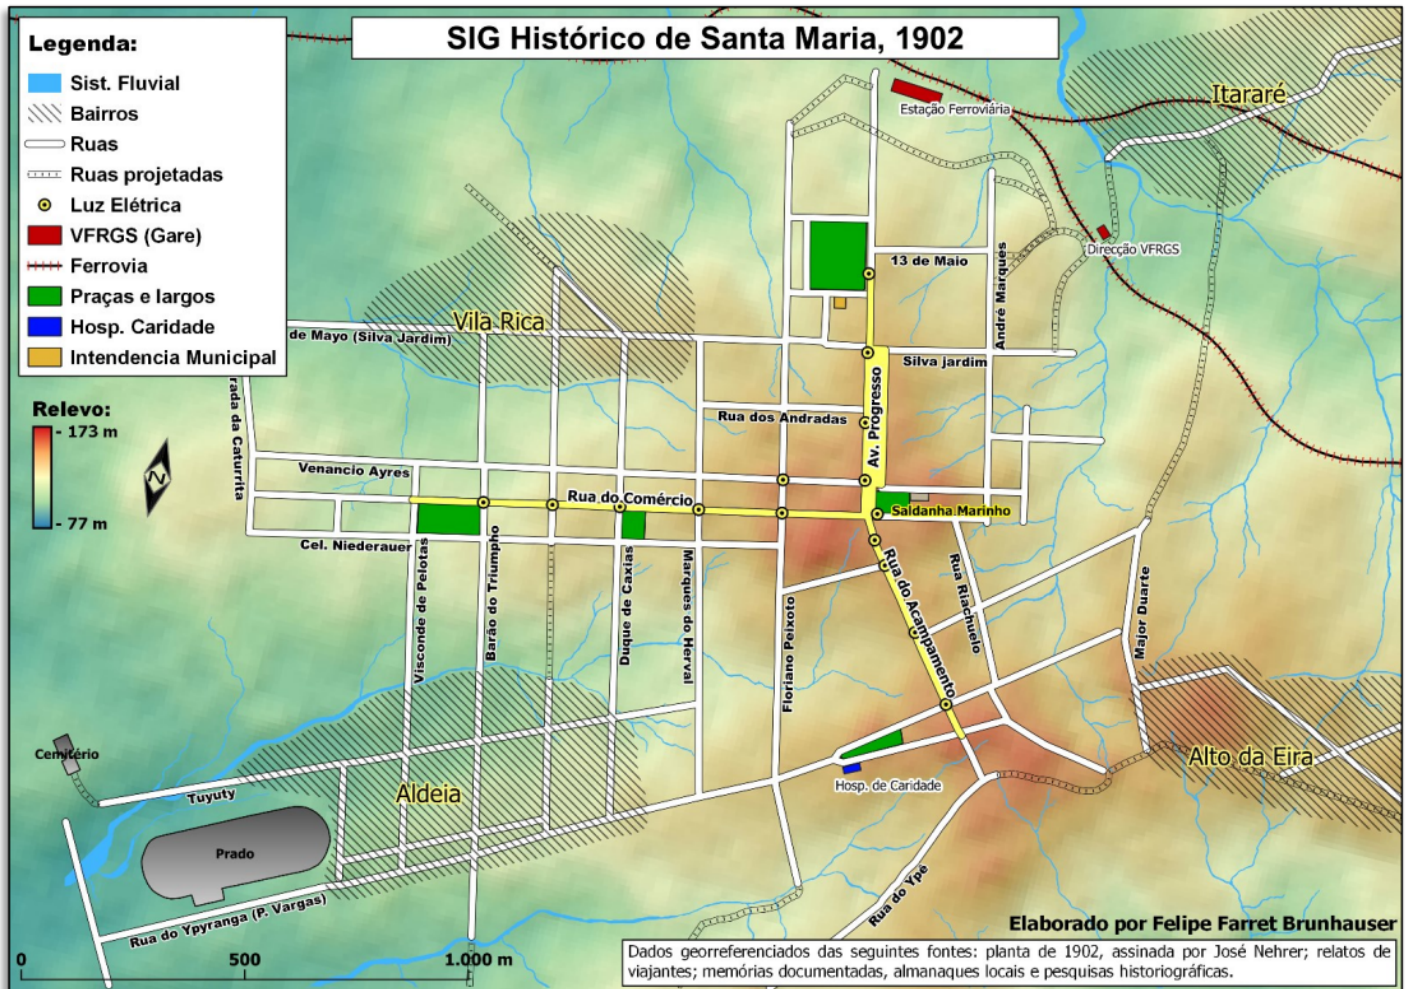 SIG Histórico de Santa Maria, 1902
Legenda:
Sist. Fluvial
Bairros
Ruas
Ruas projetadas
Luz Elétrica
VFRGS (Gare)
Ferrovia
Praças e largos
Hosp. Caridade
Intendencia Municipal
Relevo:
- 173 m
- 77 m
N
Itararé
Estação Ferroviária
Direcção VFRGS
13 de Maio
André Marques
Vila Rica
de Mayo (Silva Jardim)
Silva jardim
Av. Progresso
Rua dos Andradas
rada da Caturrita
Venancio Ayres
Rua do Comércio
Saldanha Marinho
Cel. Niederauer
Visconde de Pelotas
Barão do Triumpho
Duque de Caxias
Marques do Herval
Floriano Peixoto
Rua do Acampamento
Rua Riachuelo
Major Duarte
Cemitério
Tuyuty
Aldeia
Alto da Eira
Hosp. de Caridade
Prado
Rua do Ypyranga (P. Vargas)
Rua do Ypé
Elaborado por Felipe Farret Brunhauser
Dados georreferenciados das seguintes fontes: planta de 1902, assinada por José Nehrer; relatos de
viajantes; memórias documentadas, almanaques locais e pesquisas historiográficas.
0 500 1.000 m